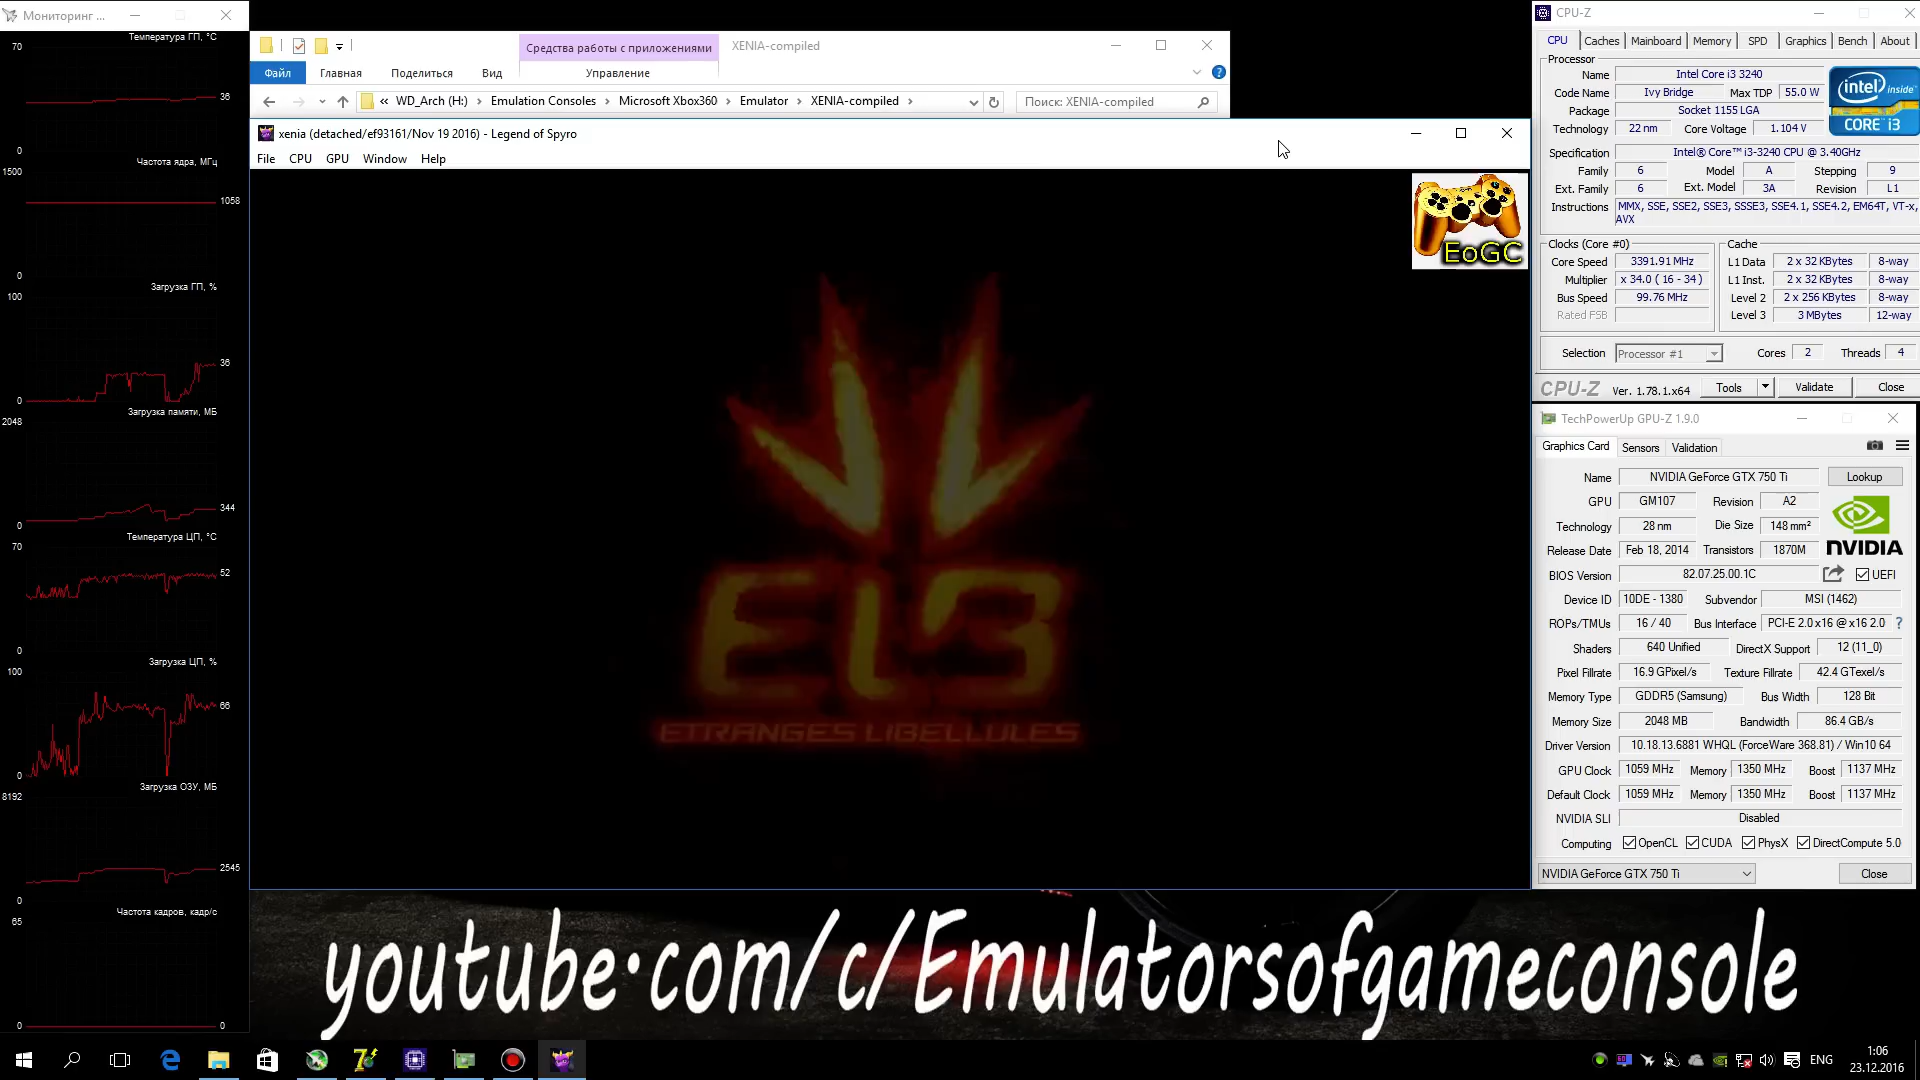 Мониторинг ...
Температура ГП, °C
70
36
0
Частота ядра, МГц
1500
1058
0
Загрузка ГП, %
100
36
0
Загрузка памяти, МБ
2048
344
0
Температура ЦП, °C
70
52
0
Загрузка ЦП, %
100
66
0
Загрузка ОЗУ, МБ
8192
2545
0
Частота кадров, кадр/с
65
0 0
Средства работы с приложениями XENIA-compiled
Файл Главная Поделиться Вид Управление
« WD_Arch (H:) Emulation Consoles Microsoft Xbox360 Emulator XENIA-compiled Поиск: XENIA-compiled
xenia (detached/ef93161/Nov 19 2016) - Legend of Spyro
File CPU GPU Window Help
EoGC
EL3
ETRANGES LIBELLULES
CPU-Z
CPU Caches Mainboard Memory SPD Graphics Bench About
Processor
Name Intel Core i3 3240
Code Name Ivy Bridge Max TDP 55.0 W
Package Socket 1155 LGA
Technology 22 nm Core Voltage 1.104 V
intel inside™
CORE i3
Specification Intel® Core™ i3-3240 CPU @ 3.40GHz
Family 6 Model A Stepping 9
Ext. Family 6 Ext. Model 3A Revision L1
Instructions MMX, SSE, SSE2, SSE3, SSSE3, SSE4.1, SSE4.2, EM64T, VT-x,
AVX
Clocks (Core #0) Cache
Core Speed 3391.91 MHz L1 Data 2 x 32 KBytes 8-way
Multiplier x 34.0 ( 16 - 34 ) L1 Inst. 2 x 32 KBytes 8-way
Bus Speed 99.76 MHz Level 2 2 x 256 KBytes 8-way
Rated FSB Level 3 3 MBytes 12-way
Selection Processor #1 Cores 2 Threads 4
CPU-Z Ver. 1.78.1.x64 Tools Validate Close
TechPowerUp GPU-Z 1.9.0
Graphics Card Sensors Validation
Name NVIDIA GeForce GTX 750 Ti Lookup
GPU GM107 Revision A2
Technology 28 nm Die Size 148 mm²
Release Date Feb 18, 2014 Transistors 1870M
NVIDIA
BIOS Version 82.07.25.00.1C UEFI
Device ID 10DE - 1380 Subvendor MSI (1462)
ROPs/TMUs 16 / 40 Bus Interface PCI-E 2.0 x16 @ x16 2.0 ?
Shaders 640 Unified DirectX Support 12 (11_0)
Pixel Fillrate 16.9 GPixel/s Texture Fillrate 42.4 GTexel/s
Memory Type GDDR5 (Samsung) Bus Width 128 Bit
Memory Size 2048 MB Bandwidth 86.4 GB/s
Driver Version 10.18.13.6881 WHQL (ForceWare 368.81) / Win10 64
GPU Clock 1059 MHz Memory 1350 MHz Boost 1137 MHz
Default Clock 1059 MHz Memory 1350 MHz Boost 1137 MHz
NVIDIA SLI Disabled
Computing OpenCL CUDA PhysX DirectCompute 5.0
NVIDIA GeForce GTX 750 Ti Close
youtube.com/c/Emulatorsofgameconsole
ENG 1:06
23.12.2016